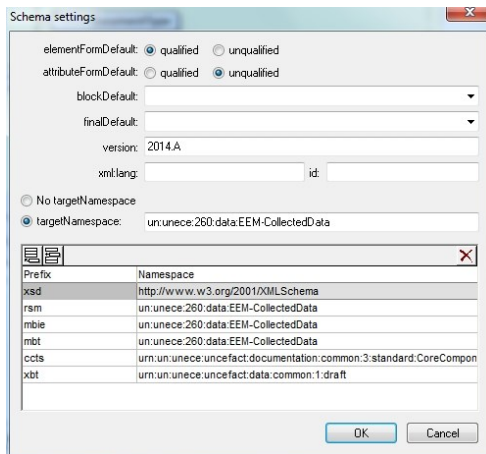 Schema settings
elementFormDefault: qualified unqualified
attributeFormDefault: qualified unqualified
blockDefault:
finalDefault:
version: 2014.A
xml:lang: id:
No targetNamespace
targetNamespace: un:unece:260:data:EEM-CollectedData
Prefix Namespace
xsd http://www.w3.org/2001/XMLSchema
rsm un:unece:260:data:EEM-CollectedData
mbie un:unece:260:data:EEM-CollectedData
mbt un:unece:260:data:EEM-CollectedData
ccts urn:un:unece:uncefact:documentation:common:3:standard:CoreCompon
xbt urn:un:unece:uncefact:data:common:1:draft
OK Cancel